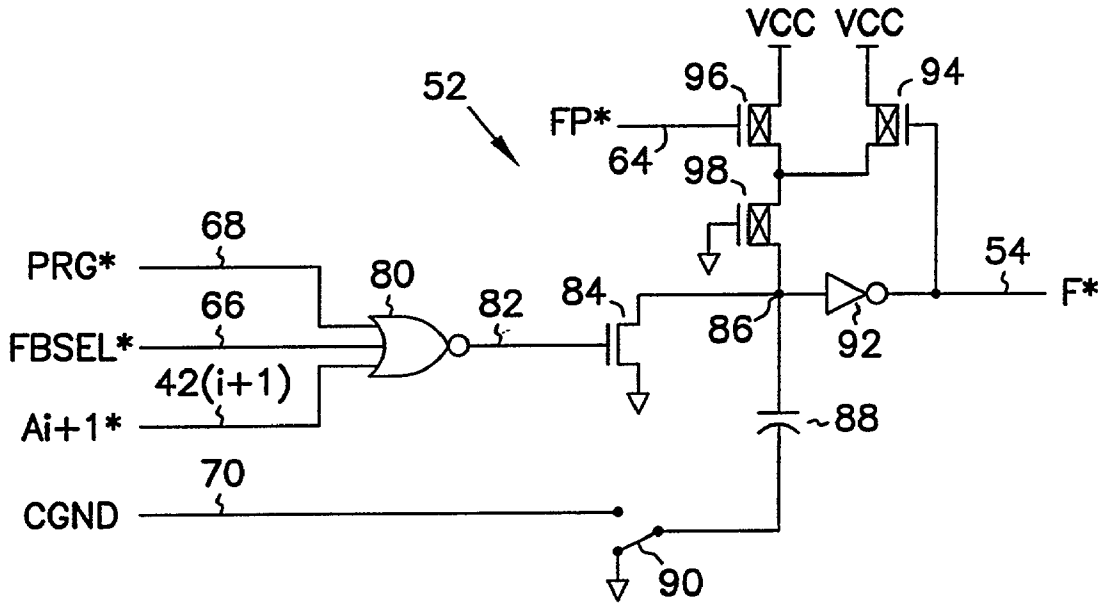 VCC VCC
96
94
52
FP*
64
98
68
PRG*
80
84
54
F*
66
82
86
92
FBSEL*
42(i+1)
Ai+1*
88
70
CGND
90